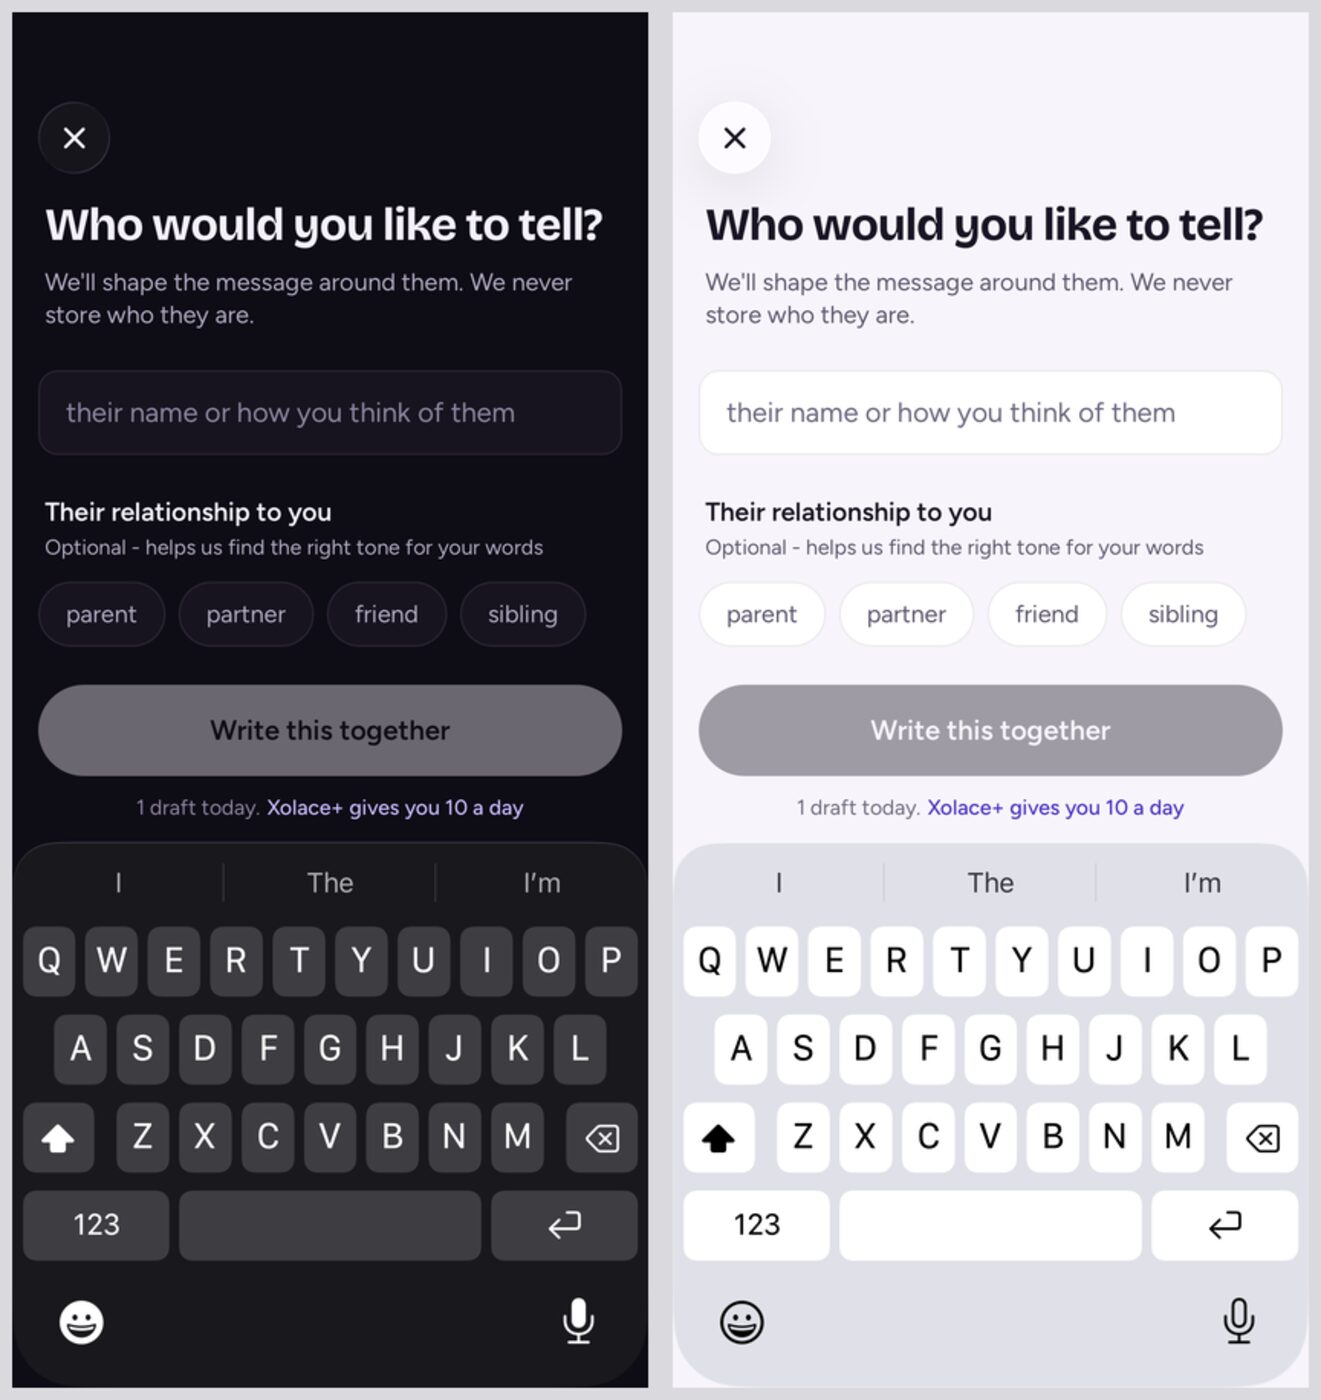 Who would you like to tell?
We'll shape the message around them. We never
store who they are.
their name or how you think of them
Their relationship to you
Optional - helps us find the right tone for your words
parent partner friend sibling
Write this together
1 draft today. Xolace+ gives you 10 a day
I The I'm
Q W E R T Y U I O P
A S D F G H J K L
Z X C V B N M
123
Who would you like to tell?
We'll shape the message around them. We never
store who they are.
their name or how you think of them
Their relationship to you
Optional - helps us find the right tone for your words
parent partner friend sibling
Write this together
1 draft today. Xolace+ gives you 10 a day
I The I'm
Q W E R T Y U I O P
A S D F G H J K L
Z X C V B N M
123